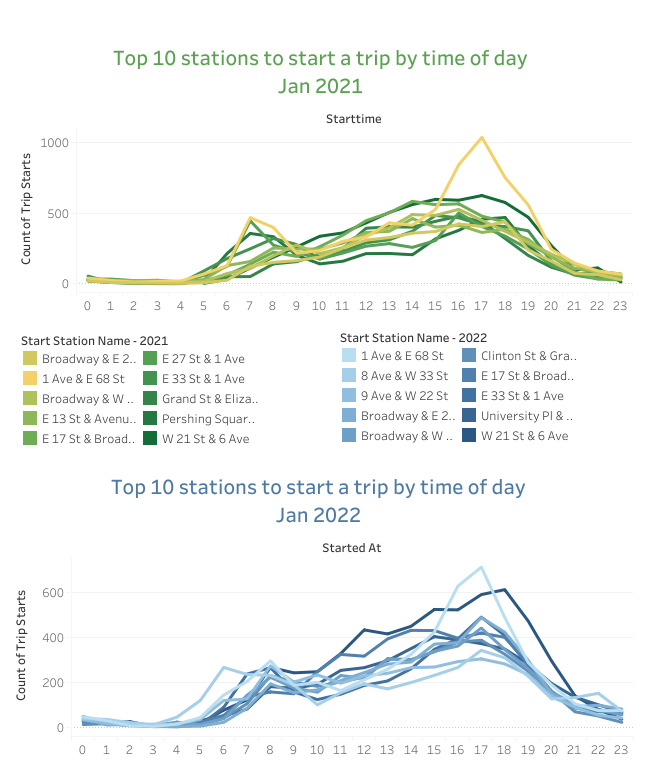 Top 10 stations to start a trip by time of day
Jan 2021
Starttime
Count of Trip Starts
1000
500
0
0 1 2 3 4 5 6 7 8 9 10 11 12 13 14 15 16 17 18 19 20 21 22 23
Start Station Name - 2021
Broadway & E 2.. E 27 St & 1 Ave
1 Ave & E 68 St E 33 St & 1 Ave
Broadway & W .. Grand St & Eliza..
E 13 St & Avenu.. Pershing Squar..
E 17 St & Broad.. W 21 St & 6 Ave
Start Station Name - 2022
1 Ave & E 68 St Clinton St & Gra..
8 Ave & W 33 St E 17 St & Broad..
9 Ave & W 22 St E 33 St & 1 Ave
Broadway & E 2.. University Pl & ..
Broadway & W .. W 21 St & 6 Ave
Top 10 stations to start a trip by time of day
Jan 2022
Started At
Count of Trip Starts
600
400
200
0
0 1 2 3 4 5 6 7 8 9 10 11 12 13 14 15 16 17 18 19 20 21 22 23